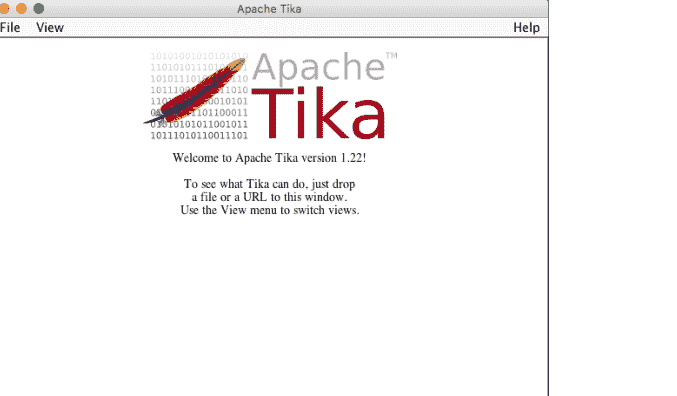 Apache Tika
File View Help
Apache™
Tika
Welcome to Apache Tika version 1.22!
To see what Tika can do, just drop
a file or a URL to this window.
Use the View menu to switch views.